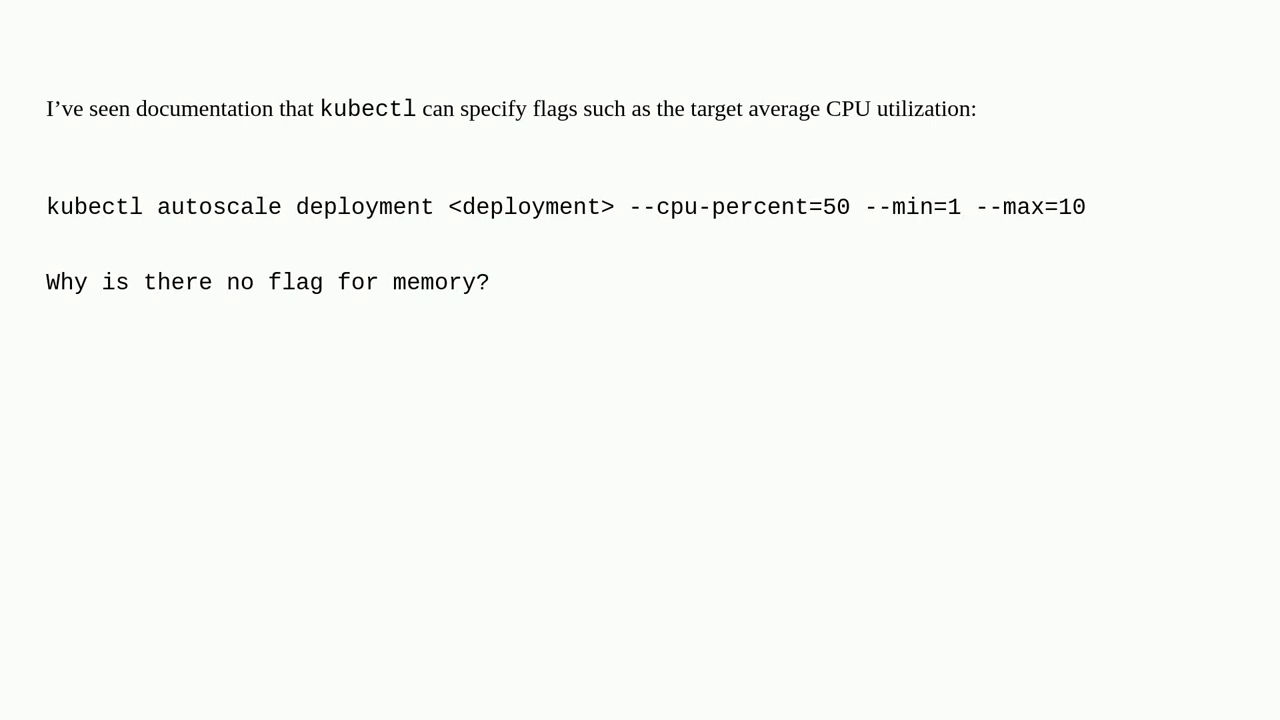 I’ve seen documentation that kubectl can specify flags such as the target average CPU utilization:
kubectl autoscale deployment <deployment> --cpu-percent=50 --min=1 --max=10
Why is there no flag for memory?